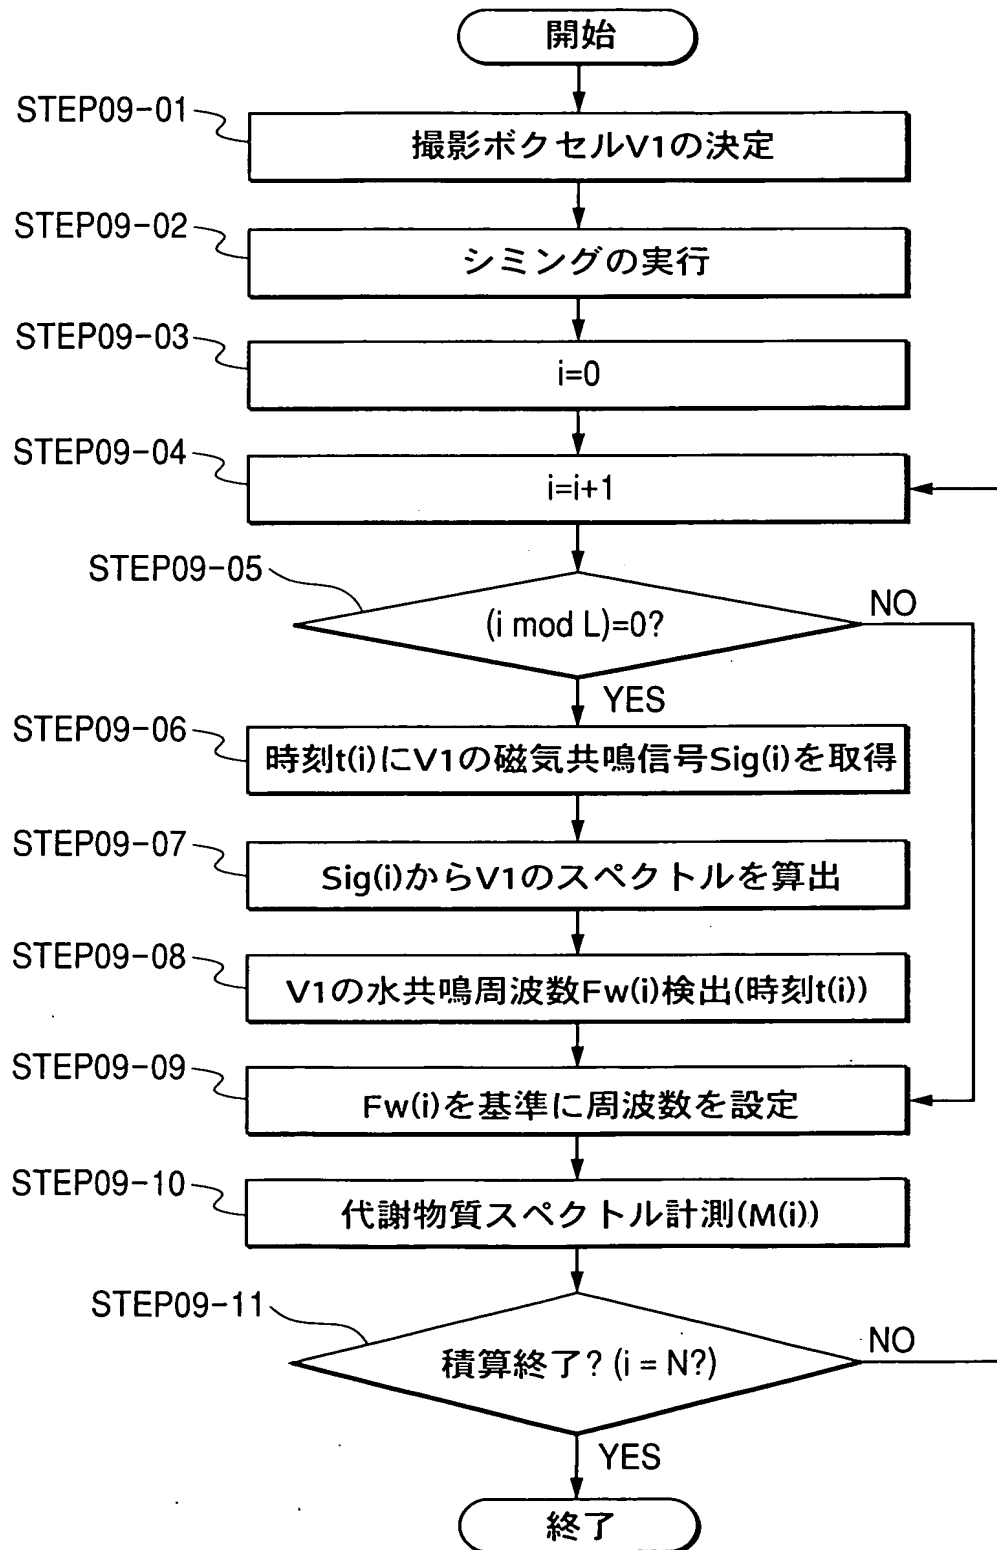 開始
STEP09-01
撮影ボクセルV1の決定
STEP09-02
シミングの実行
STEP09-03
i=0
STEP09-04
i=i+1
STEP09-05
(i mod L)=0?
NO
YES
STEP09-06
時刻t(i)にV1の磁気共鳴信号Sig(i)を取得
STEP09-07
Sig(i)からV1のスペクトルを算出
STEP09-08
V1の水共鳴周波数Fw(i)検出(時刻t(i))
STEP09-09
Fw(i)を基準に周波数を設定
STEP09-10
代謝物質スペクトル計測(M(i))
STEP09-11
積算終了? (i = N?)
NO
YES
終了